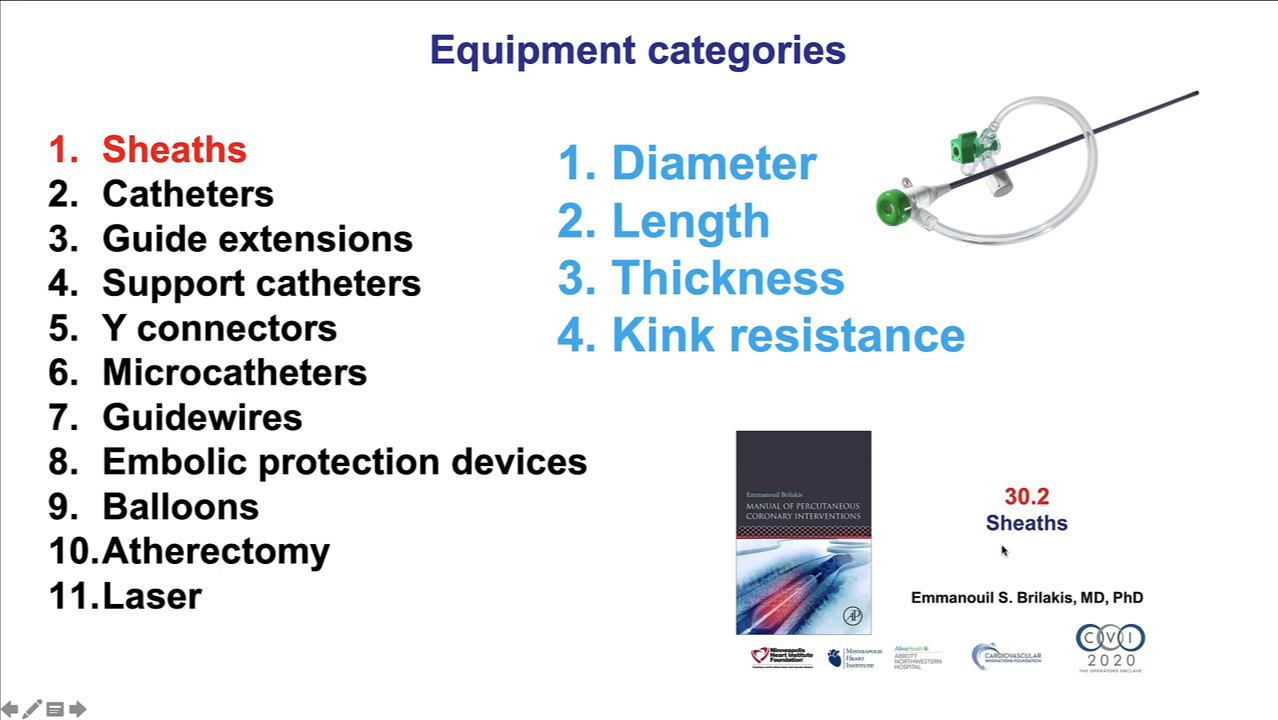 Equipment categories
1. Sheaths
2. Catheters
3. Guide extensions
4. Support catheters
5. Y connectors
6. Microcatheters
7. Guidewires
8. Embolic protection devices
9. Balloons
10.Atherectomy
11.Laser
1. Diameter
2. Length
3. Thickness
4. Kink resistance
Emmanouil Brilakis
MANUAL OF PERCUTANEOUS
CORONARY INTERVENTIONS
AP
30.2
Sheaths
Emmanouil S. Brilakis, MD, PhD
Minneapolis
Heart Institute
Foundation
MINNEAPOLIS
HEART
INSTITUTE
AllinaHealth
ABBOTT
NORTHWESTERN
HOSPITAL
CARDIOVASCULAR
INNOVATIONS FOUNDATION
CVI
2020
THE OPERATORS ENCLAVE